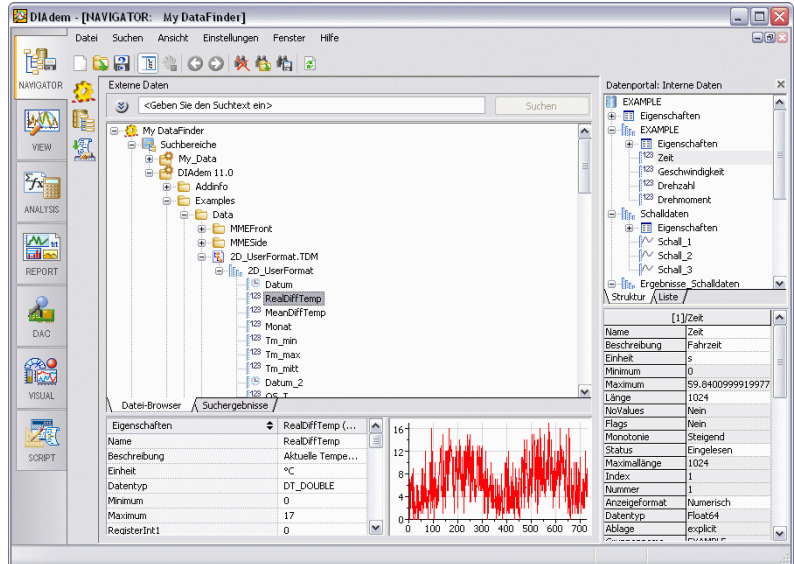 DIAdem - [NAVIGATOR: My DataFinder]
Datei Suchen Ansicht Einstellungen Fenster Hilfe
NAVIGATOR
VIEW
ANALYSIS
REPORT
DAC
VISUAL
SCRIPT
Externe Daten
<Geben Sie den Suchtext ein>
Suchen
My DataFinder
Suchbereiche
My_Data
DIAdem 11.0
Addinfo
Examples
Data
MMEFront
MMESide
2D_UserFormat.TDM
2D_UserFormat
Datum
RealDiffTemp
MeanDiffTemp
Monat
Tm_min
Tm_max
Tm_mitt
Datum_2
OS_T
Datei-Browser Suchergebnisse
Eigenschaften RealDiffTemp (...
Name RealDiffTemp
Beschreibung Aktuelle Tempe...
Einheit °C
Datentyp DT_DOUBLE
Minimum 0
Maximum 17
RegisterInt1 0
16
12
8
4
0
0 100 200 300 400 500 600 700
Datenportal: Interne Daten
EXAMPLE
Eigenschaften
EXAMPLE
Eigenschaften
Zeit
Geschwindigkeit
Drehzahl
Drehmoment
Schalldaten
Eigenschaften
Schall_1
Schall_2
Schall_3
Ergebnisse_Schalldaten
Struktur Liste
[1]/Zeit
Name Zeit
Beschreibung Fahrzeit
Einheit s
Minimum 0
Maximum 59.8400999919977
Länge 1024
NoValues Nein
Flags Nein
Monotonie Steigend
Status Eingelesen
Maximallänge 1024
Index 1
Nummer 1
Anzeigeformat Numerisch
Datentyp Float64
Ablage explicit
Gruppenname EXAMPLE